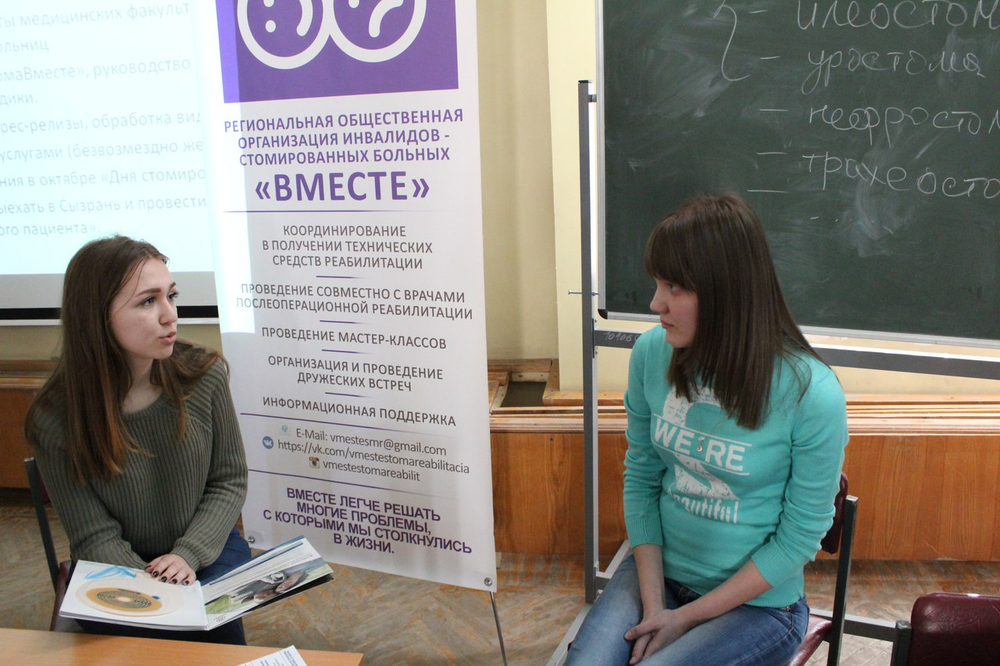 ты медицинских факульт
ольниц
омаВместе», руководство
дики.
рес-релизы, обработка вид
услугами (безвозмездно же
ния в октябре «Дня стомиро
ыехать в Сызрань и провести
ого пациента».
РЕГИОНАЛЬНАЯ ОБЩЕСТВЕННАЯ
ОРГАНИЗАЦИЯ ИНВАЛИДОВ -
СТОМИРОВАННЫХ БОЛЬНЫХ
«ВМЕСТЕ»
КООРДИНИРОВАНИЕ
В ПОЛУЧЕНИИ ТЕХНИЧЕСКИХ
СРЕДСТВ РЕАБИЛИТАЦИИ
ПРОВЕДЕНИЕ СОВМЕСТНО С ВРАЧАМИ
ПОСЛЕОПЕРАЦИОННОЙ РЕАБИЛИТАЦИИ
ПРОВЕДЕНИЕ МАСТЕР-КЛАССОВ
ОРГАНИЗАЦИЯ И ПРОВЕДЕНИЕ
ДРУЖЕСКИХ ВСТРЕЧ
ИНФОРМАЦИОННАЯ ПОДДЕРЖКА
E-Mail: vmestesmr@gmail.com
https://vk.com/vmestestomareabilitacia
vmestestomareabilit
ВМЕСТЕ ЛЕГЧЕ РЕШАТЬ
МНОГИЕ ПРОБЛЕМЫ,
С КОТОРЫМИ МЫ СТОЛКНУЛИСЬ
В ЖИЗНИ.
– илеостом
– уростома
– нефростом
– трахеосто
–
WE:RE
beautiful